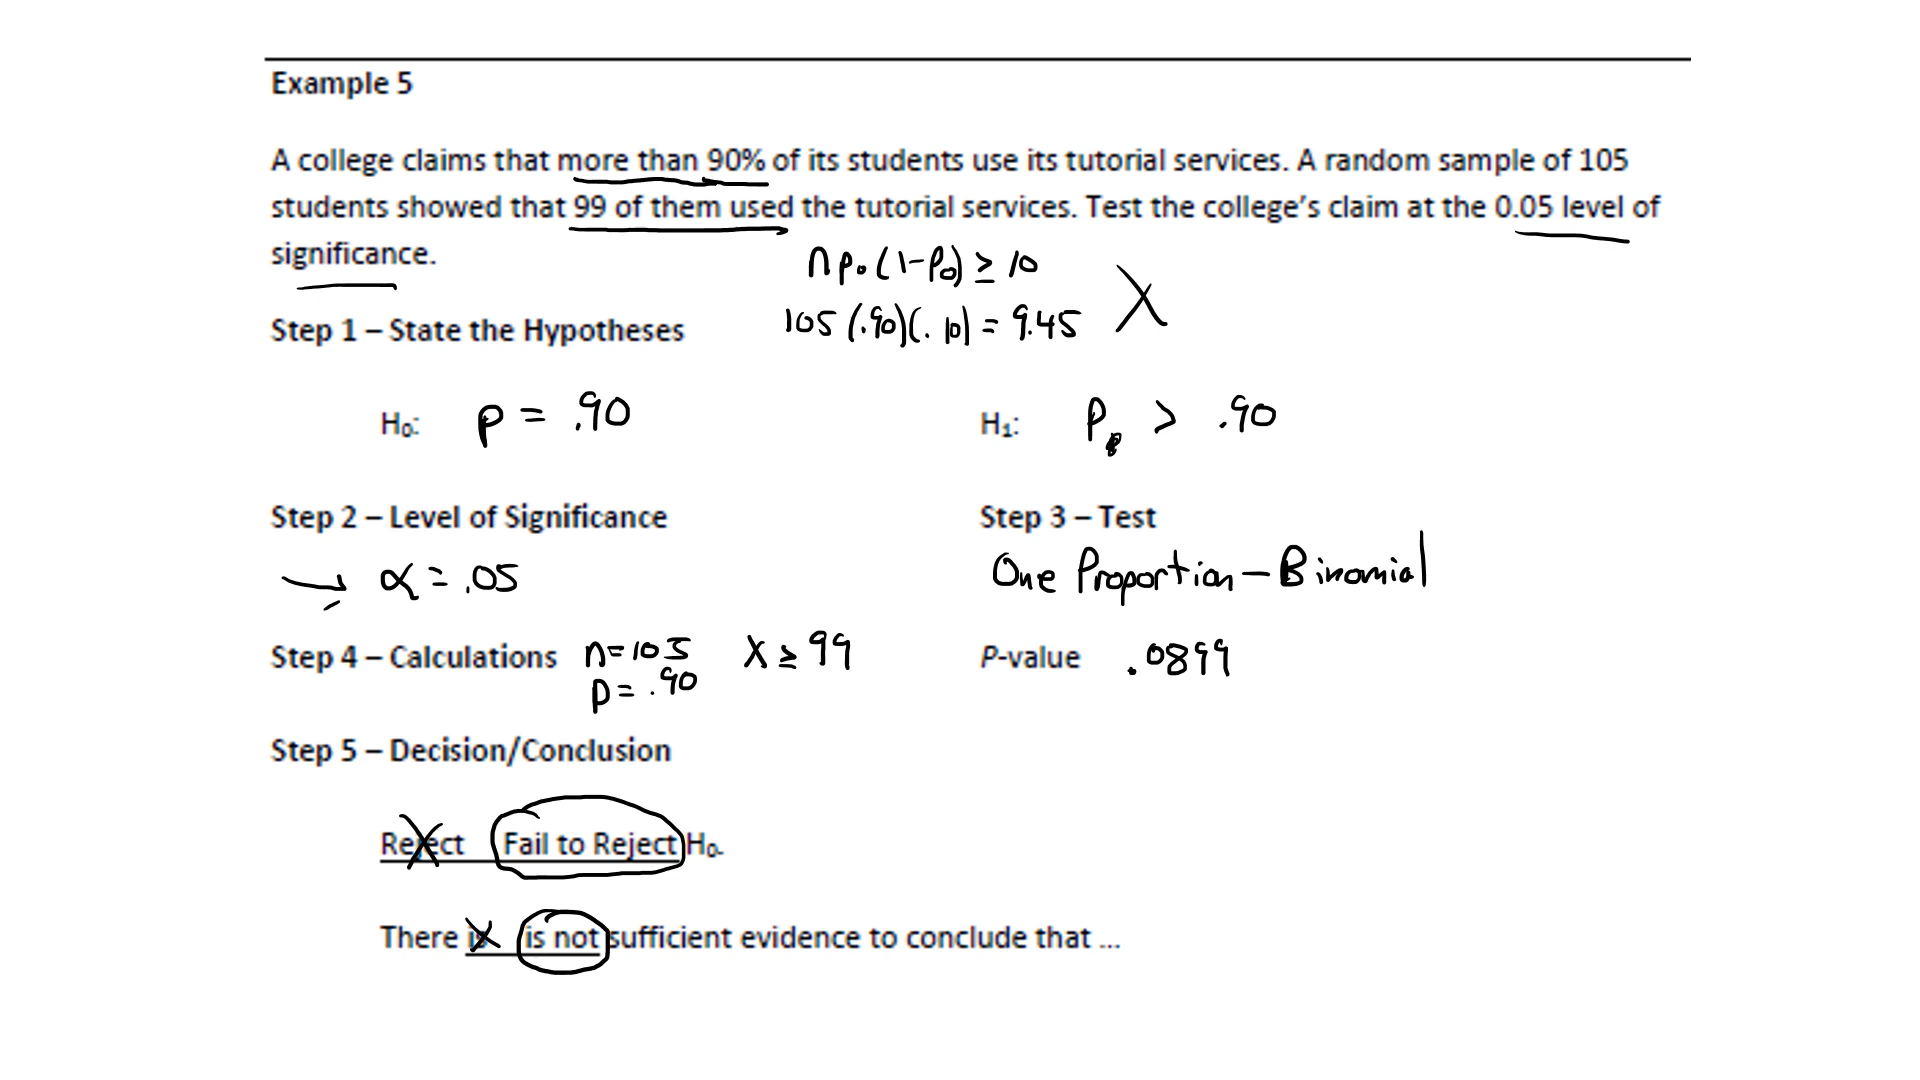 Example 5
A college claims that more than 90% of its students use its tutorial services. A random sample of 105
students showed that 99 of them used the tutorial services. Test the college's claim at the 0.05 level of
significance.
np₀(1-p₀) ≥ 10
105(.90)(.10) = 9.45 X
Step 1 – State the Hypotheses
H₀: p = .90 H₁: p > .90
Step 2 – Level of Significance Step 3 – Test
→ α = .05 One Proportion – Binomial
Step 4 – Calculations n=105 X ≥ 99 P-value .0899
p = .90
Step 5 – Decision/Conclusion
Reject Fail to Reject H₀.
There is is not sufficient evidence to conclude that ...